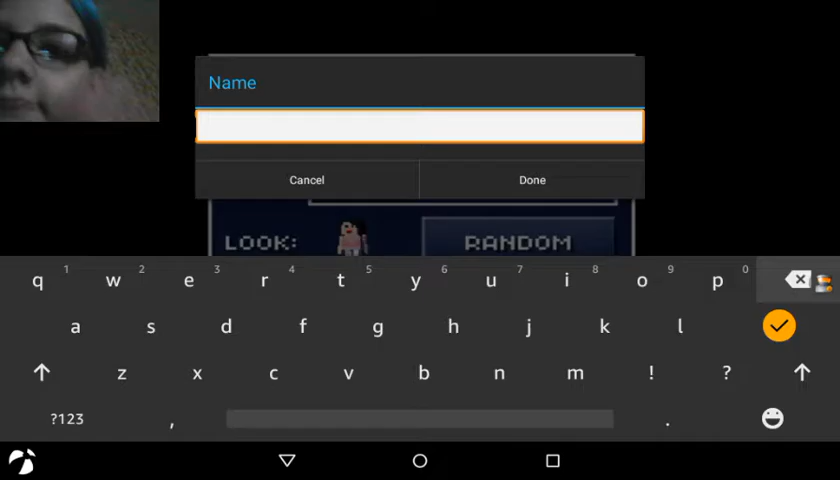 Name
Cancel Done
LOOK: RANDOM
q 1 w 2 e 3 r 4 t 5 y 6 u 7 i 8 o 9 p 0
a s d f g h j k l
z x c v b n m ! ?
?123 , .